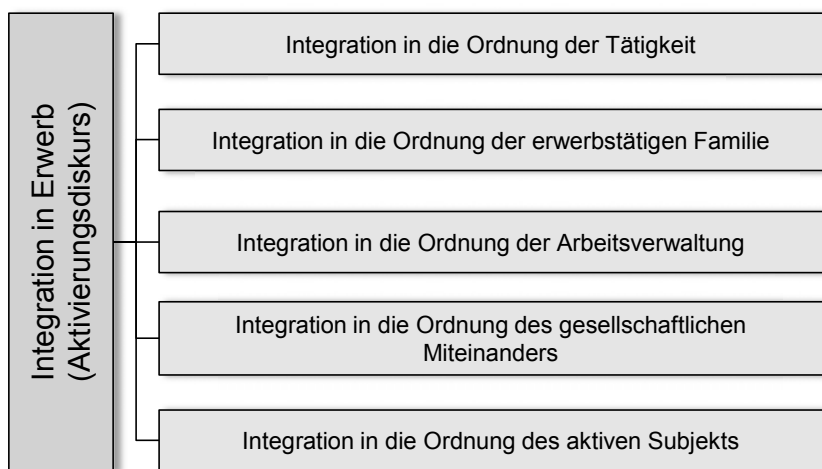 Integration in Erwerb
(Aktivierungsdiskurs)
Integration in die Ordnung der Tätigkeit
Integration in die Ordnung der erwerbstätigen Familie
Integration in die Ordnung der Arbeitsverwaltung
Integration in die Ordnung des gesellschaftlichen
Miteinanders
Integration in die Ordnung des aktiven Subjekts